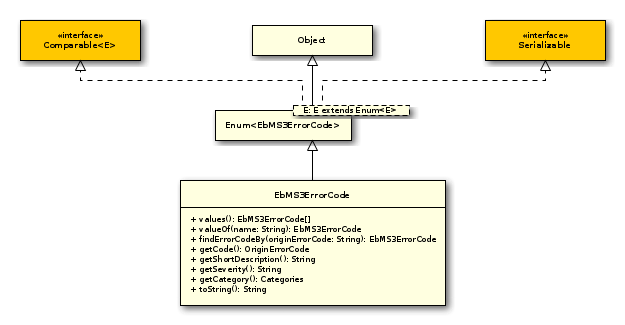 «interface»
Comparable<E>
Object
«interface»
Serializable
E: E extends Enum<E>
Enum<EbMS3ErrorCode>
EbMS3ErrorCode
+ values(): EbMS3ErrorCode[]
+ valueOf(name: String): EbMS3ErrorCode
+ findErrorCodeBy(originErrorCode: String): EbMS3ErrorCode
+ getCode(): OriginErrorCode
+ getShortDescription(): String
+ getSeverity(): String
+ getCategory(): Categories
+ toString(): String